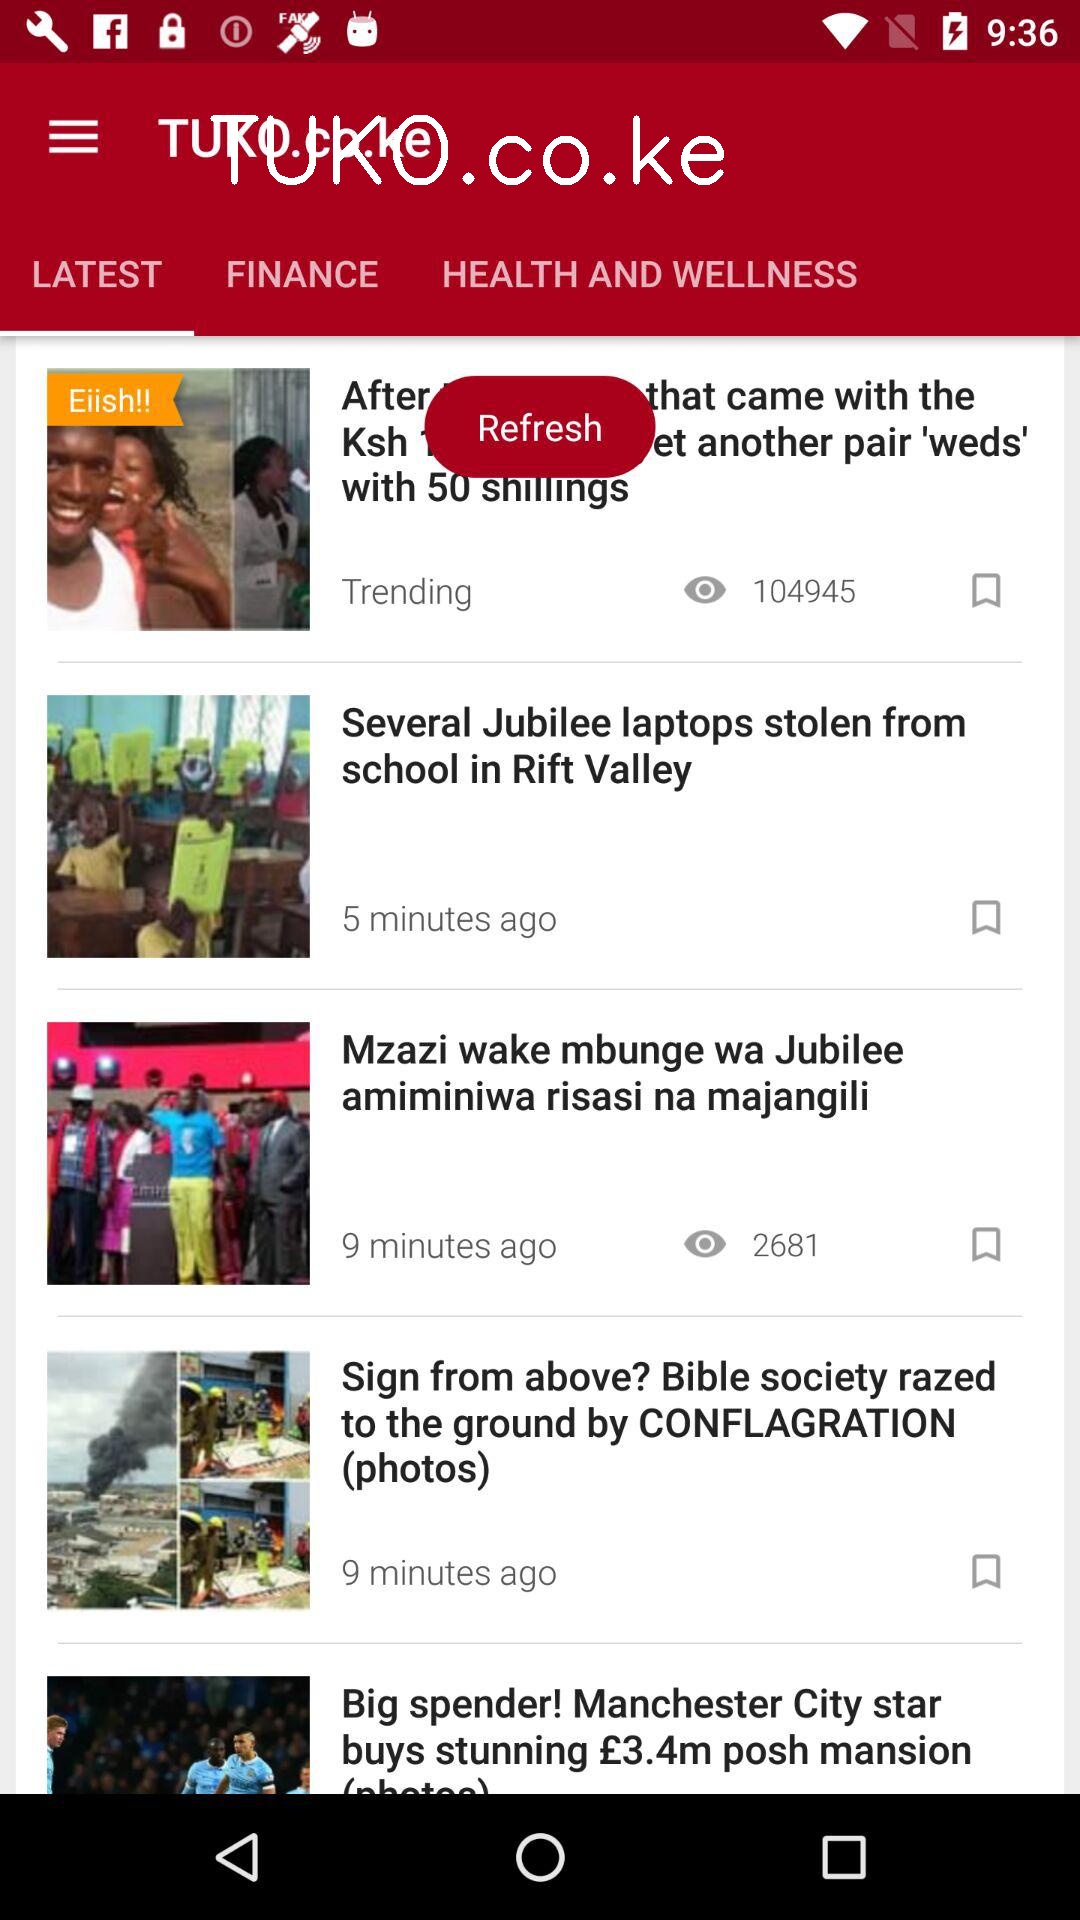 FAKE
9:36
TUKO.co.ke
TUKO.co.ke
LATEST FINANCE HEALTH AND WELLNESS
Eiish!!
Refresh
After that came with the
Ksh another pair 'weds'
with 50 shillings
Trending 104945
Several Jubilee laptops stolen from
school in Rift Valley
5 minutes ago
Mzazi wake mbunge wa Jubilee
amiminiwa risasi na majangili
9 minutes ago 2681
Sign from above? Bible society razed
to the ground by CONFLAGRATION
(photos)
9 minutes ago
Big spender! Manchester City star
buys stunning £3.4m posh mansion
(photos)